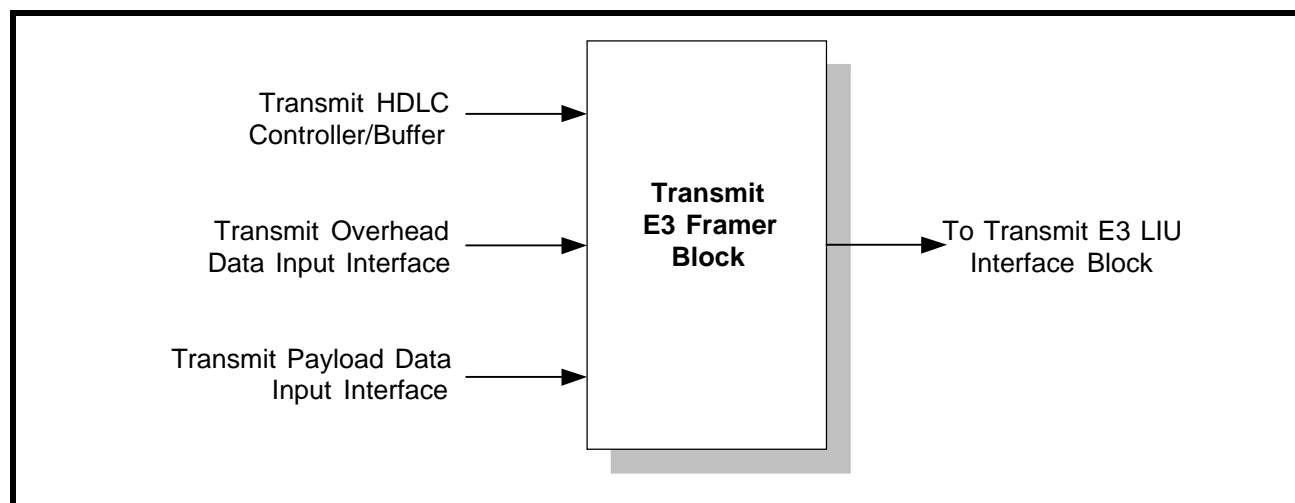 Transmit HDLC
Controller/Buffer
Transmit Overhead
Data Input Interface
Transmit Payload Data
Input Interface
Transmit
E3 Framer
Block
To Transmit E3 LIU
Interface Block